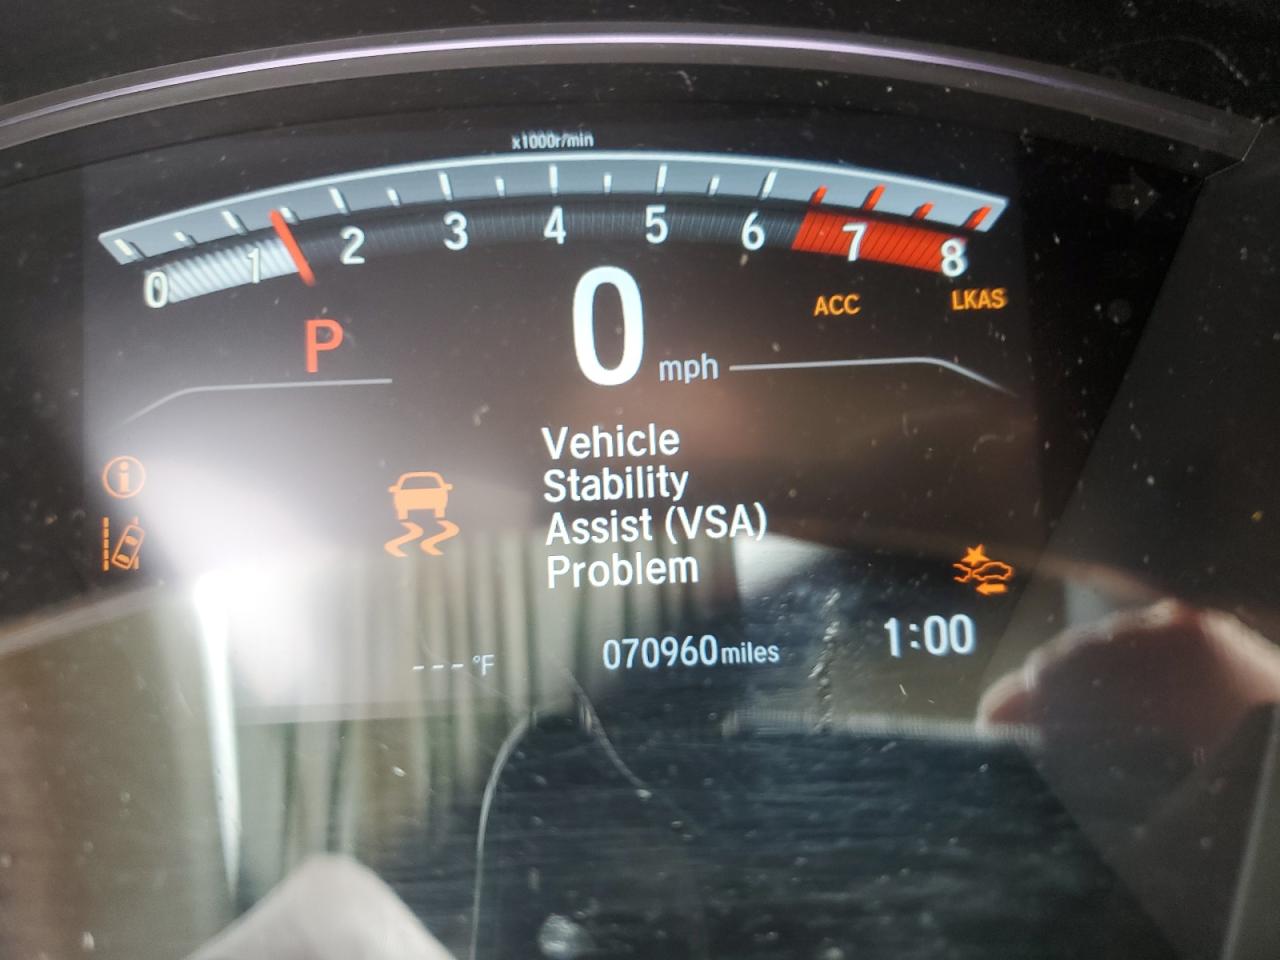 x1000r/min
0 1 2 3 4 5 6 7 8
ACC LKAS
P
0 mph
Vehicle
Stability
Assist (VSA)
Problem
---°F 070960miles 1:00